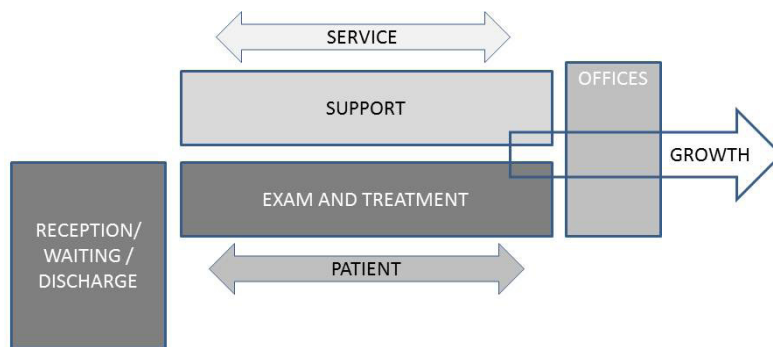 SERVICE
SUPPORT
OFFICES
GROWTH
EXAM AND TREATMENT
RECEPTION/
WAITING /
DISCHARGE
PATIENT